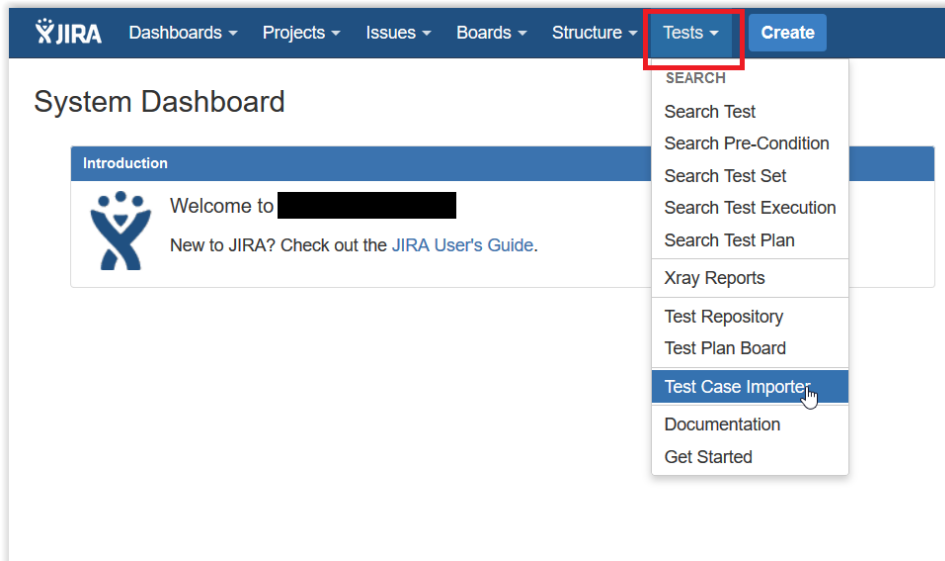 JIRA Dashboards Projects Issues Boards Structure Tests Create
System Dashboard
Introduction
Welcome to
New to JIRA? Check out the JIRA User's Guide.
SEARCH
Search Test
Search Pre-Condition
Search Test Set
Search Test Execution
Search Test Plan
Xray Reports
Test Repository
Test Plan Board
Test Case Importer
Documentation
Get Started